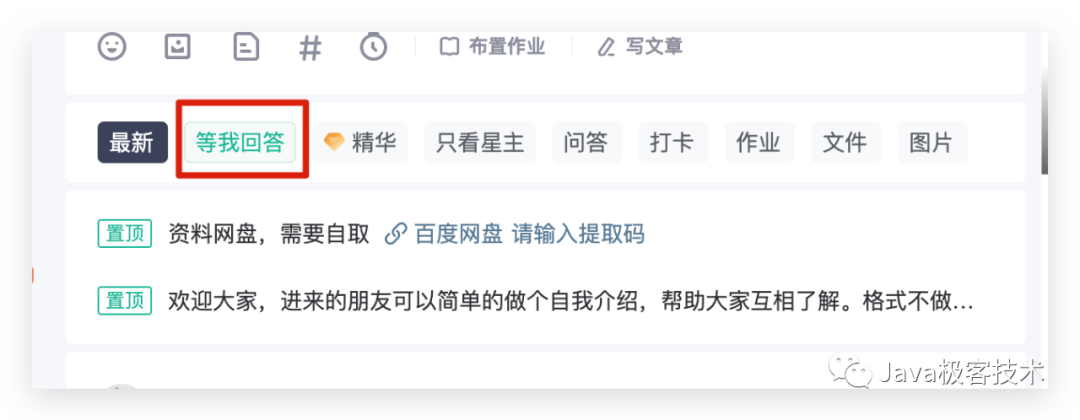 布置作业 写文章
最新 等我回答 精华 只看星主 问答 打卡 作业 文件 图片
置顶 资料网盘，需要自取 百度网盘 请输入提取码
置顶 欢迎大家，进来的朋友可以简单的做个自我介绍，帮助大家互相了解。格式不做...
Java极客技术